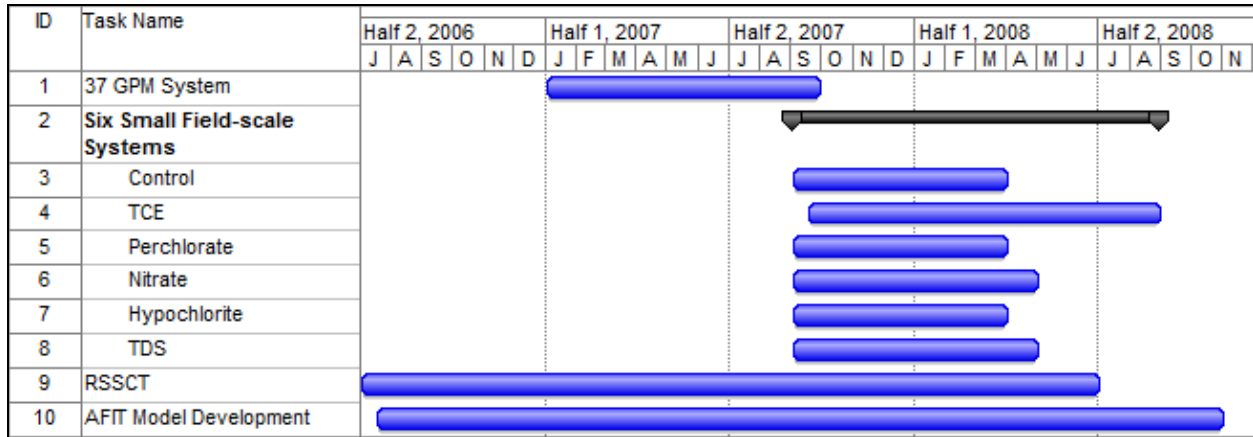 ID Task Name Half 2, 2006 Half 1, 2007 Half 2, 2007 Half 1, 2008 Half 2, 2008
J A S O N D J F M A M J J A S O N D J F M A M J J A S O N
1 37 GPM System
2 Six Small Field-scale
Systems
3 Control
4 TCE
5 Perchlorate
6 Nitrate
7 Hypochlorite
8 TDS
9 RSSCT
10 AFIT Model Development